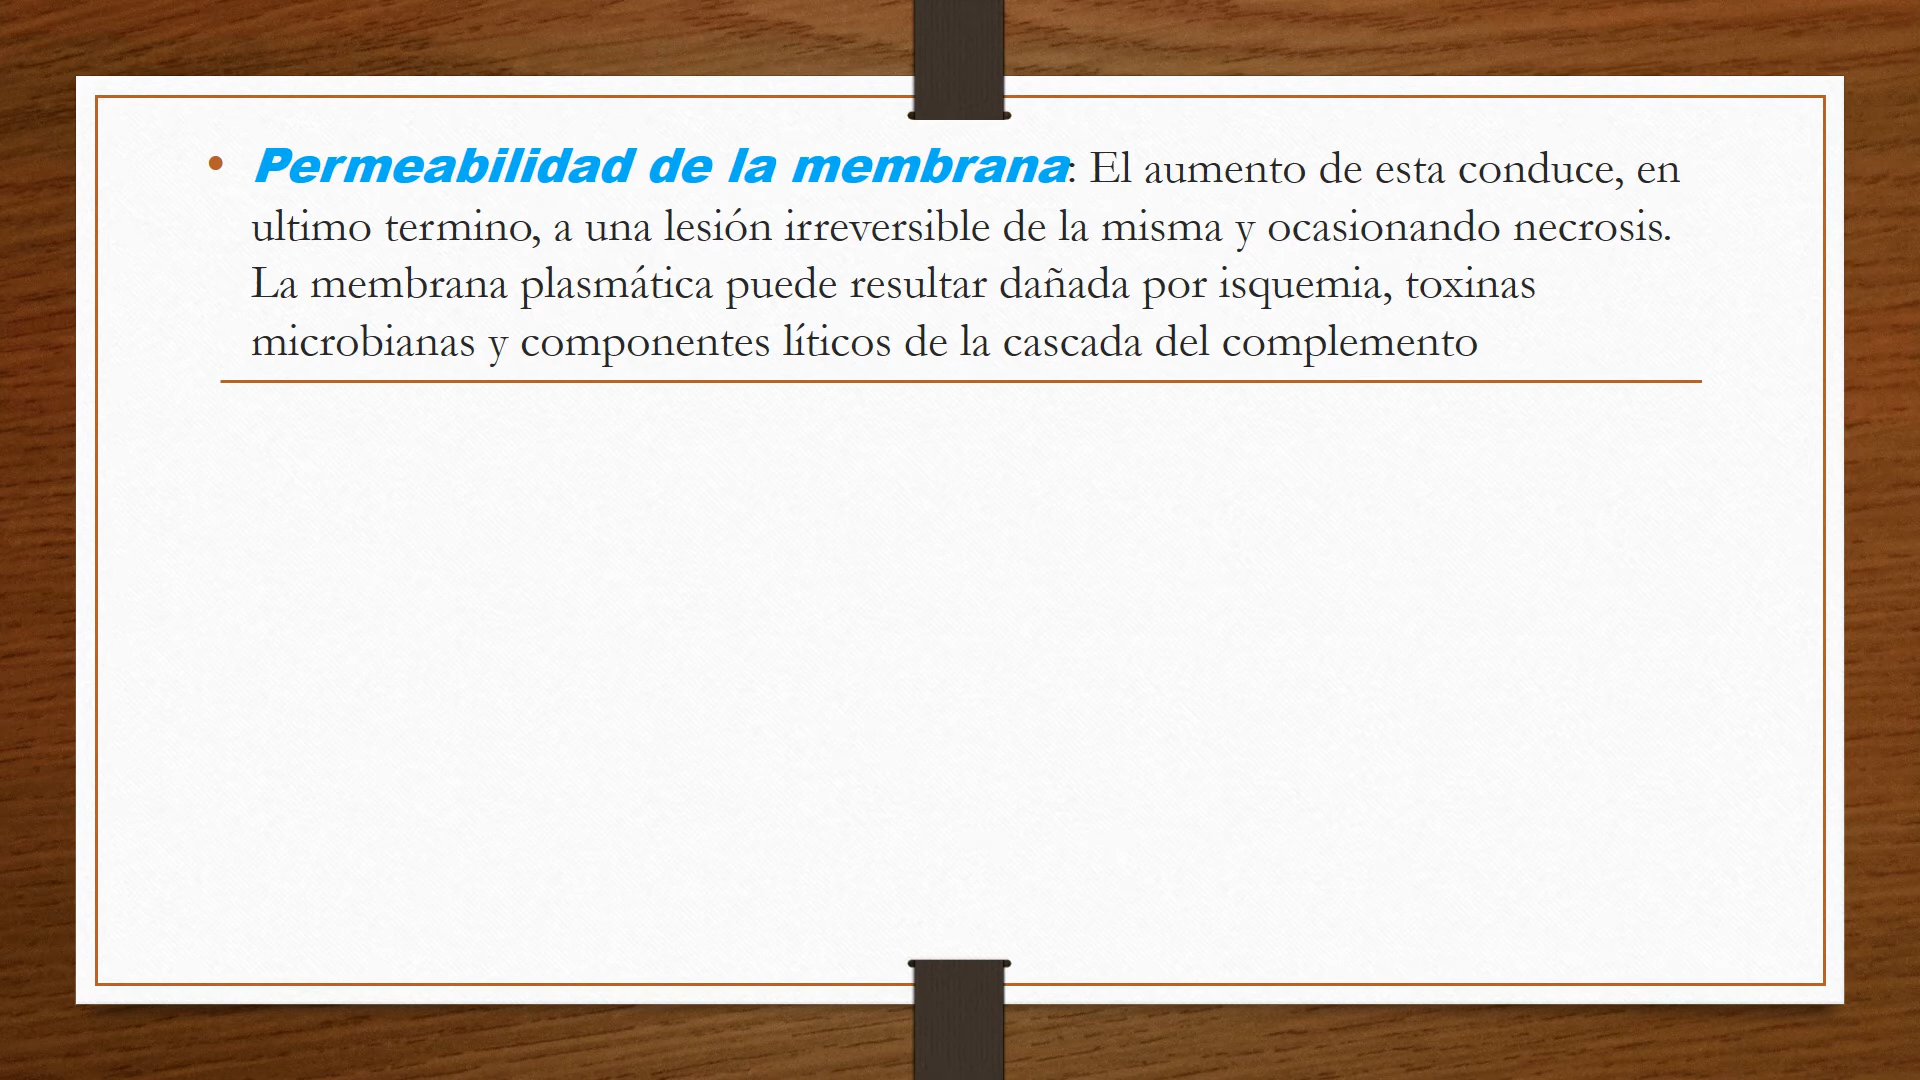 • Permeabilidad de la membrana: El aumento de esta conduce, en
ultimo termino, a una lesión irreversible de la misma y ocasionando necrosis.
La membrana plasmática puede resultar dañada por isquemia, toxinas
microbianas y componentes líticos de la cascada del complemento